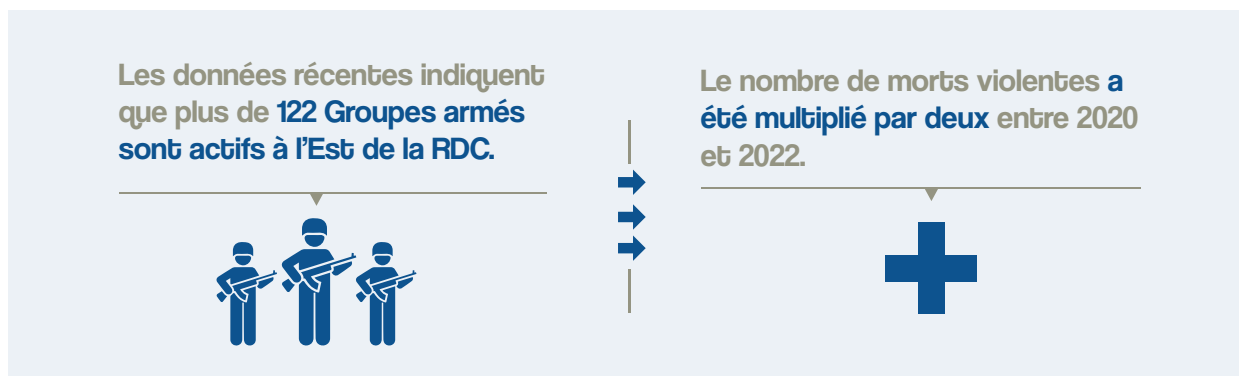 Les données récentes indiquent
que plus de 122 Groupes armés
sont actifs à l'Est de la RDC.
Le nombre de morts violentes a
été multiplié par deux entre 2020
et 2022.